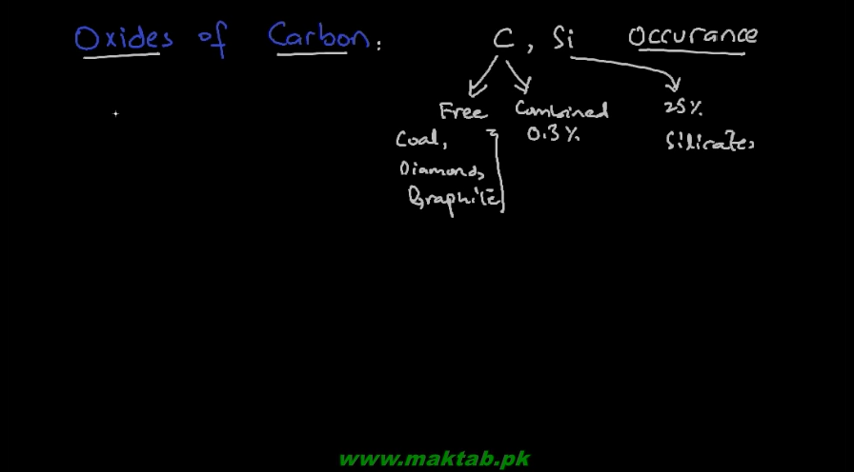 Oxides of Carbon : C , Si Occurance
Free Combined 25%
Coal, 0.3% Silicates
Diamond,
Graphite
www.maktab.pk